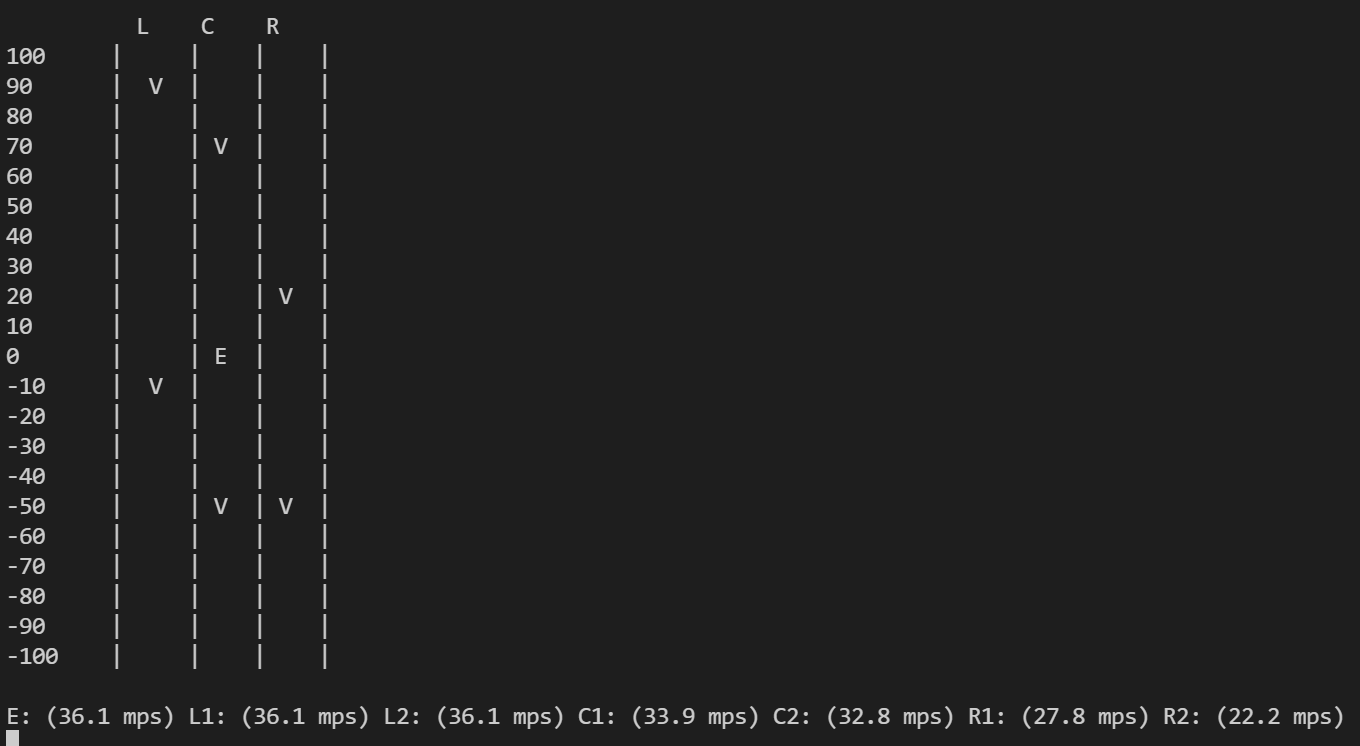 L    C    R
100     |     |    |    |
90      |  V  |    |    |
80      |     |    |    |
70      |     | V  |    |
60      |     |    |    |
50      |     |    |    |
40      |     |    |    |
30      |     |    |    |
20      |     |    | V  |
10      |     |    |    |
0       |     | E  |    |
-10     |  V  |    |    |
-20     |     |    |    |
-30     |     |    |    |
-40     |     |    |    |
-50     |     | V  | V  |
-60     |     |    |    |
-70     |     |    |    |
-80     |     |    |    |
-90     |     |    |    |
-100    |     |    |    |
E: (36.1 mps) L1: (36.1 mps) L2: (36.1 mps) C1: (33.9 mps) C2: (32.8 mps) R1: (27.8 mps) R2: (22.2 mps)